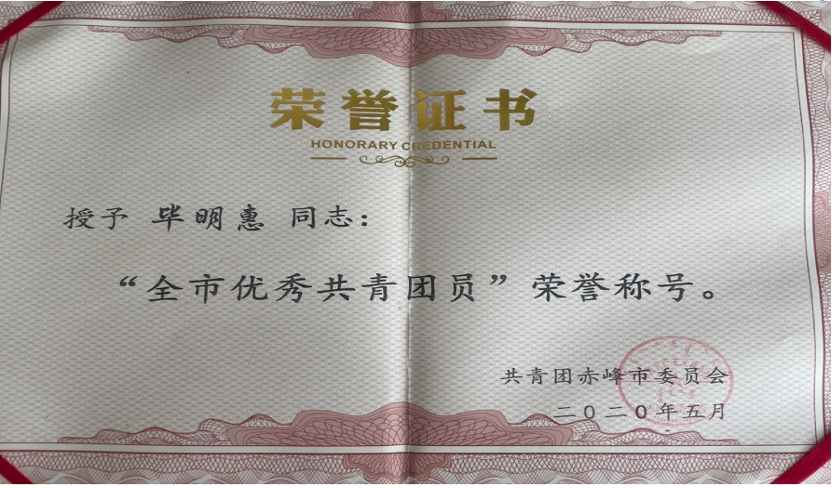 荣誉证书
HONORARY CREDENTIAL
授予 毕明惠 同志：
“全市优秀共青团员”荣誉称号。
共青团赤峰市委员会
二〇二〇年五月